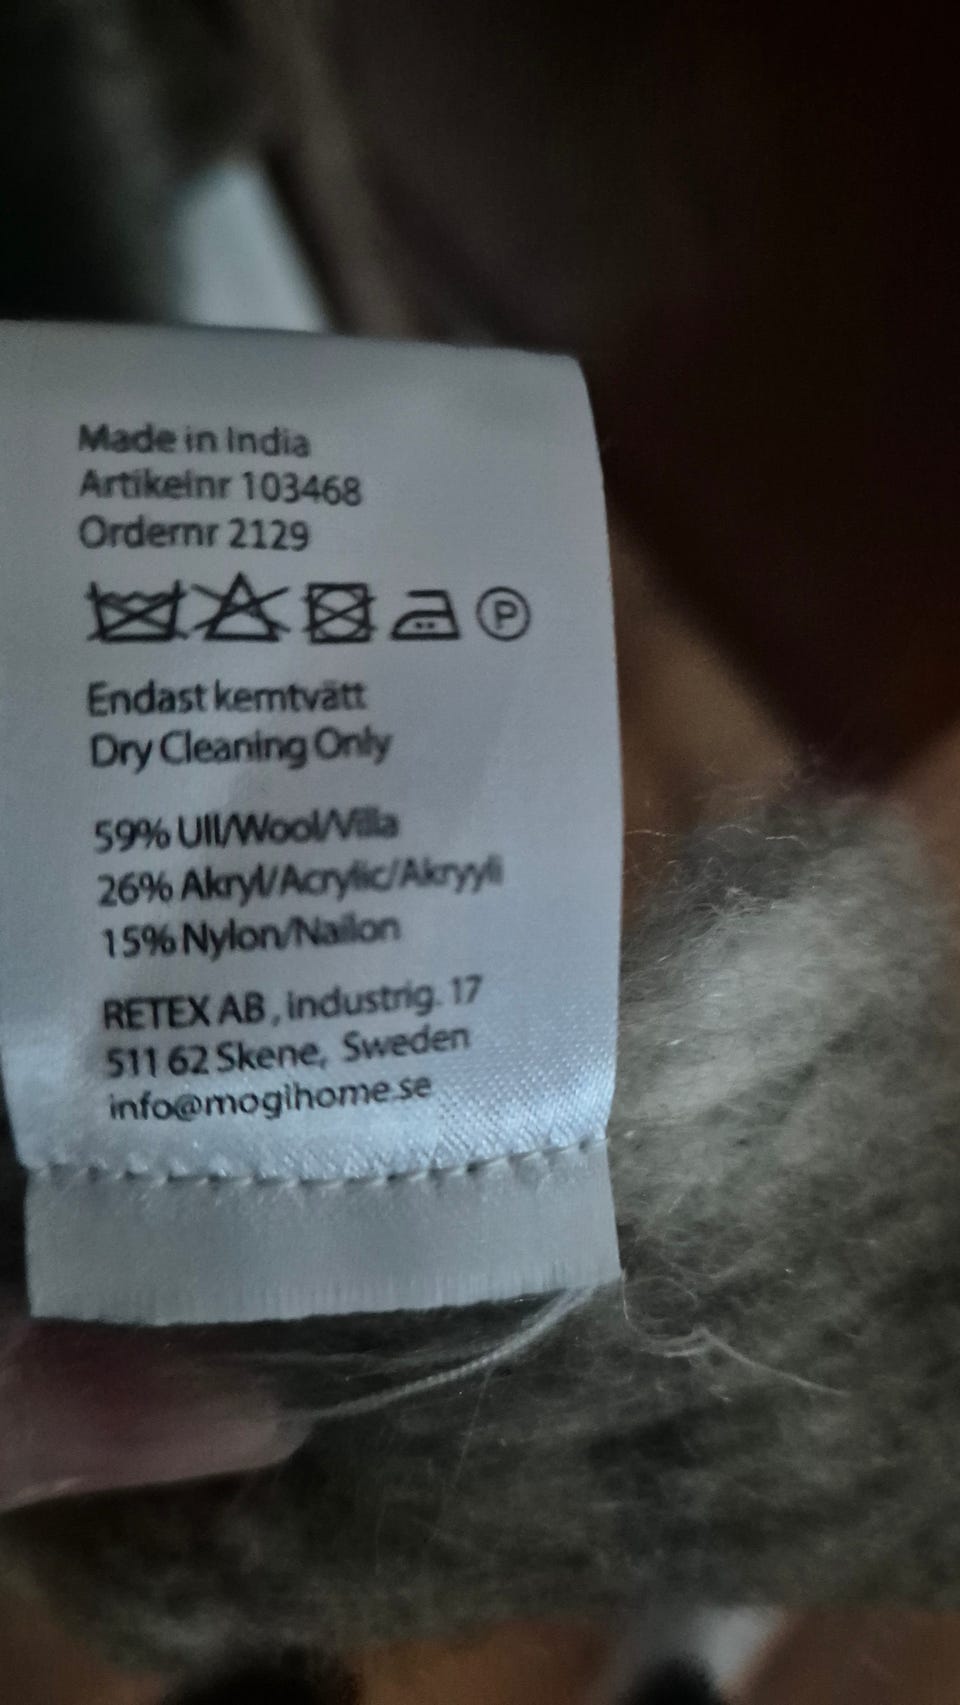 Made in India
Artikelnr 103468
Ordernr 2129
P
Endast kemtvätt
Dry Cleaning Only
59% Ull/Wool/Villa
26% Akryl/Acrylic/Akryyli
15% Nylon/Nailon
RETEX AB, industrig. 17
511 62 Skene, Sweden
info@mogihome.se